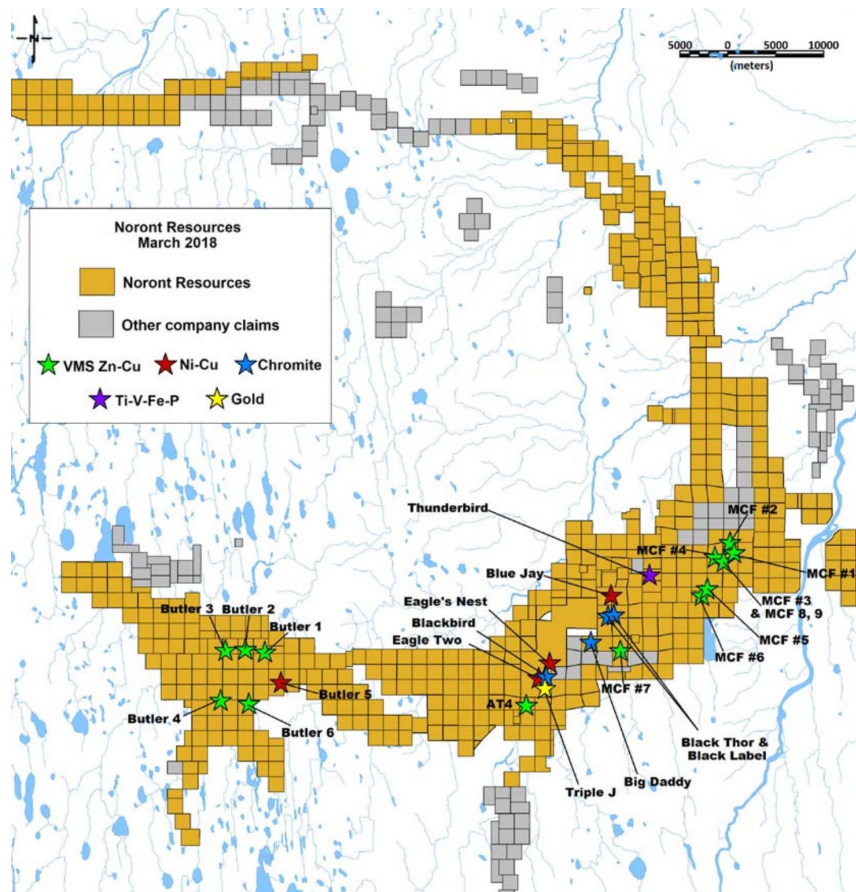 N
5000 0 5000 10000
(meters)
Noront Resources
March 2018
Noront Resources
Other company claims
VMS Zn-Cu
Ni-Cu
Chromite
Ti-V-Fe-P
Gold
Thunderbird
MCF #2
MCF #4
MCF #1
Blue Jay
MCF #3
& MCF 8, 9
Eagle's Nest
Butler 3
Butler 2
Blackbird
Butler 1
MCF #5
Eagle Two
MCF #6
Butler 5
MCF #7
AT4
Butler 4
Butler 6
Black Thor &
Black Label
Big Daddy
Triple J